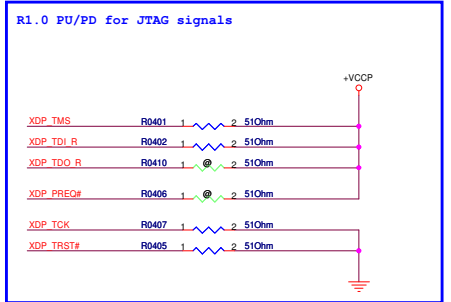 R1.0 PU/PD for JTAG signals
+VCCP
XDP_TMS R0401 1 2 51Ohm
XDP_TDI_R R0402 1 2 51Ohm
XDP_TDO_R R0410 1 @ 2 51Ohm
XDP_PREQ# R0406 1 @ 2 51Ohm
XDP_TCK R0407 1 2 51Ohm
XDP_TRST# R0405 1 2 51Ohm